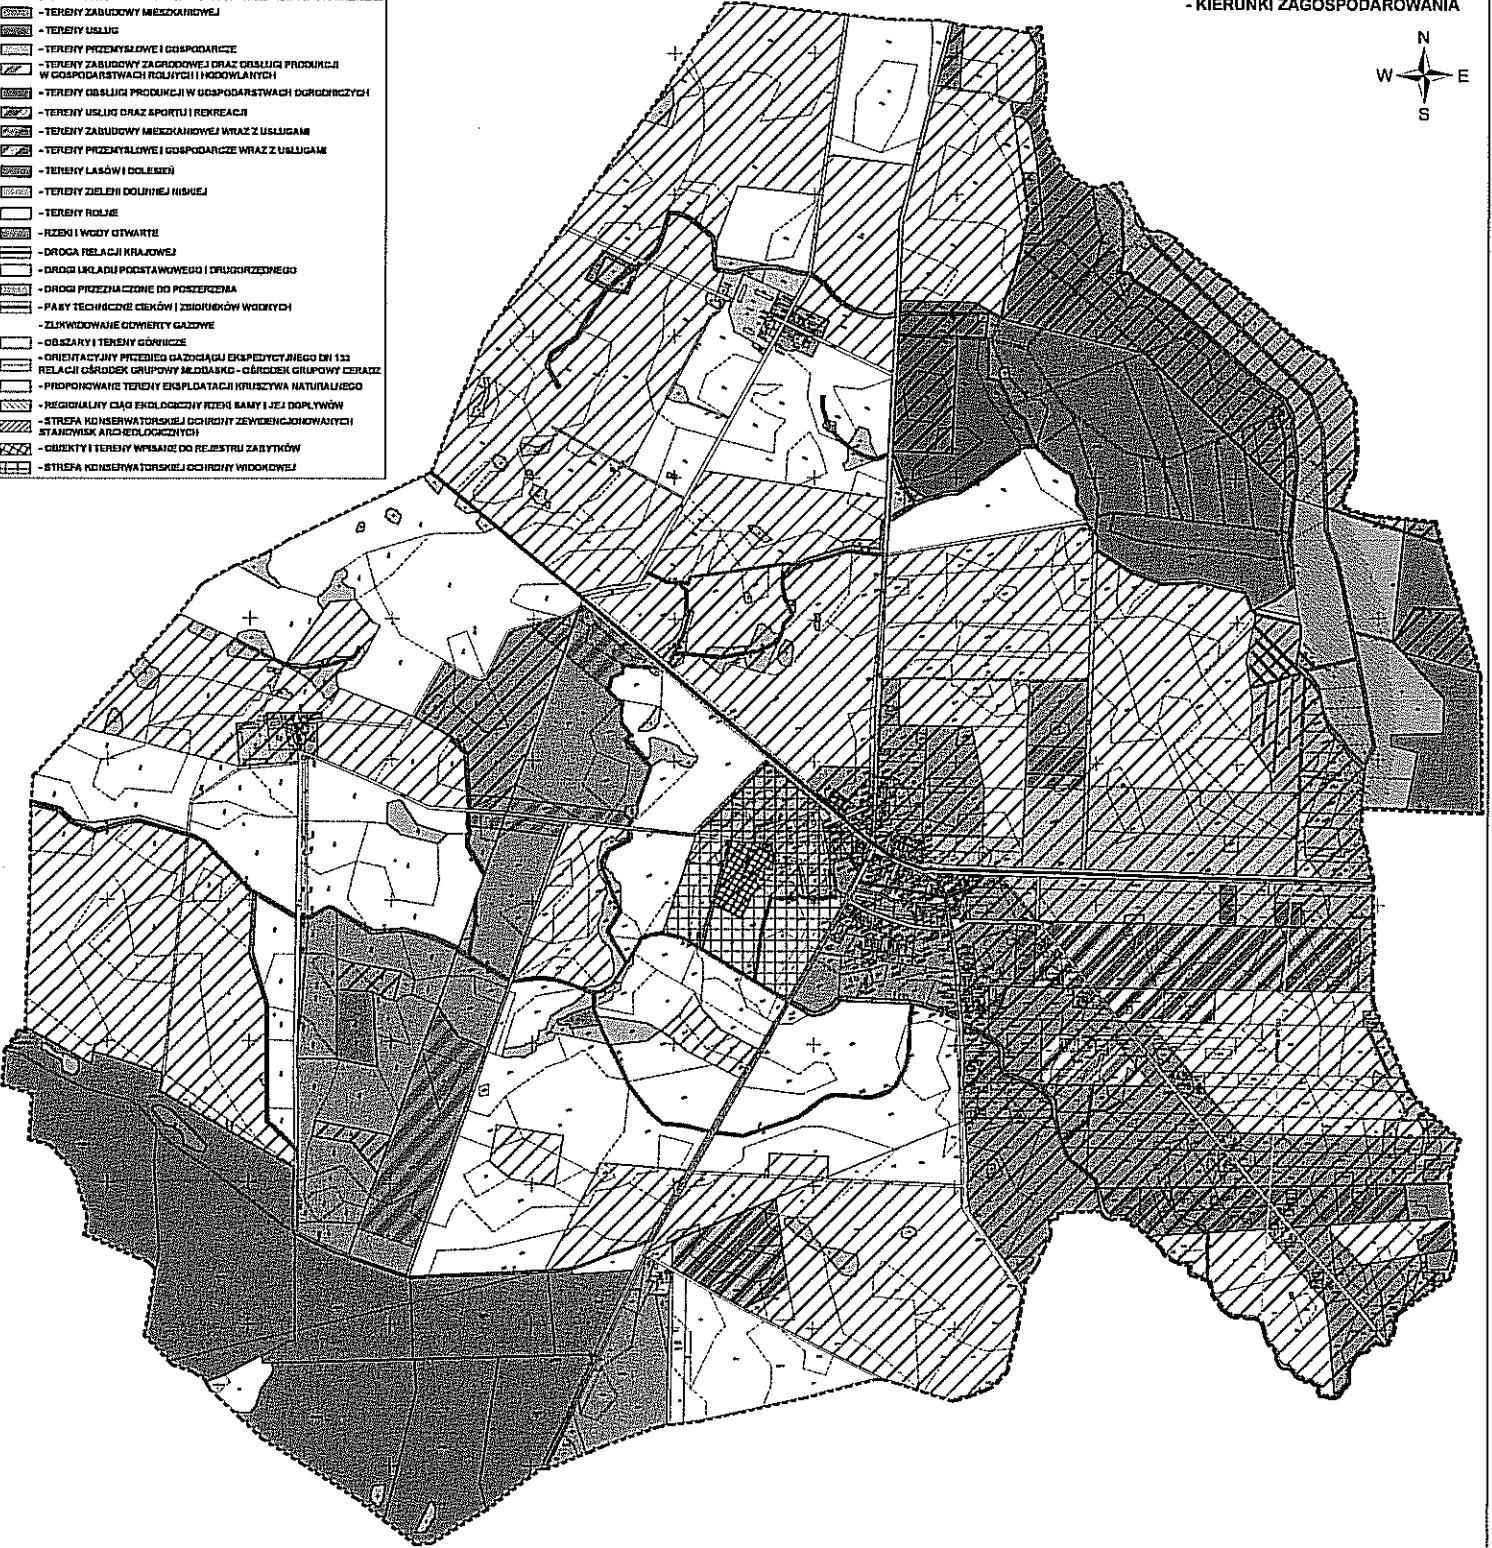 - KIERUNKI ZAGOSPODAROWANIA
N
W E
S
- TERENY ZABUDOWY MIESZKANIOWEJ
- TERENY USŁUG
- TERENY PRZEMYSŁOWE I GOSPODARCZE
- TERENY ZABUDOWY ZAGRODOWEJ ORAZ OBSŁUGI PRODUKCJI
W GOSPODARSTWACH ROLNYCH I HODOWLANYCH
- TERENY OBSŁUGI PRODUKCJI W GOSPODARSTWACH OGRODNICZYCH
- TERENY USŁUG ORAZ SPORTU I REKREACJI
- TERENY ZABUDOWY MIESZKANIOWEJ WRAZ Z USŁUGAMI
- TERENY PRZEMYSŁOWE I GOSPODARCZE WRAZ Z USŁUGAMI
- TERENY LASÓW I DOLESIEŃ
- TERENY ZIELENI DOLINNEJ NISKIEJ
- TERENY ROLNE
- RZEKI I WODY OTWARTE
- DROGA RELACJI KRAJOWEJ
- DROGI UKŁADU PODSTAWOWEGO I DRUGORZĘDNEGO
- DROGI PRZEZNACZONE DO POSZERZENIA
- PASY TECHNICZNE CIEKÓW I ZBIORNIKÓW WODNYCH
- ZLIKWIDOWANE ODWIERTY GAZOWE
- OBSZARY I TERENY GÓRNICZE
- ORIENTACYJNY PRZEBIEG GAZOCIĄGU EKSPEDYCYJNEGO DN 133
RELACJI OŚRODEK GRUPOWY MŁODASKO - OŚRODEK GRUPOWY CERADZ
- PROPONOWANE TERENY EKSPLOATACJI KRUSZYWA NATURALNEGO
- REGIONALNY CIĄG EKOLOGICZNY RZEKI SAMY I JEJ DOPŁYWÓW
- STREFA KONSERWATORSKIEJ OCHRONY ZEWIDENCJONOWANYCH
STANOWISK ARCHEOLOGICZNYCH
- OBIEKTY I TERENY WPISANE DO REJESTRU ZABYTKÓW
- STREFA KONSERWATORSKIEJ OCHRONY WIDOKOWEJ